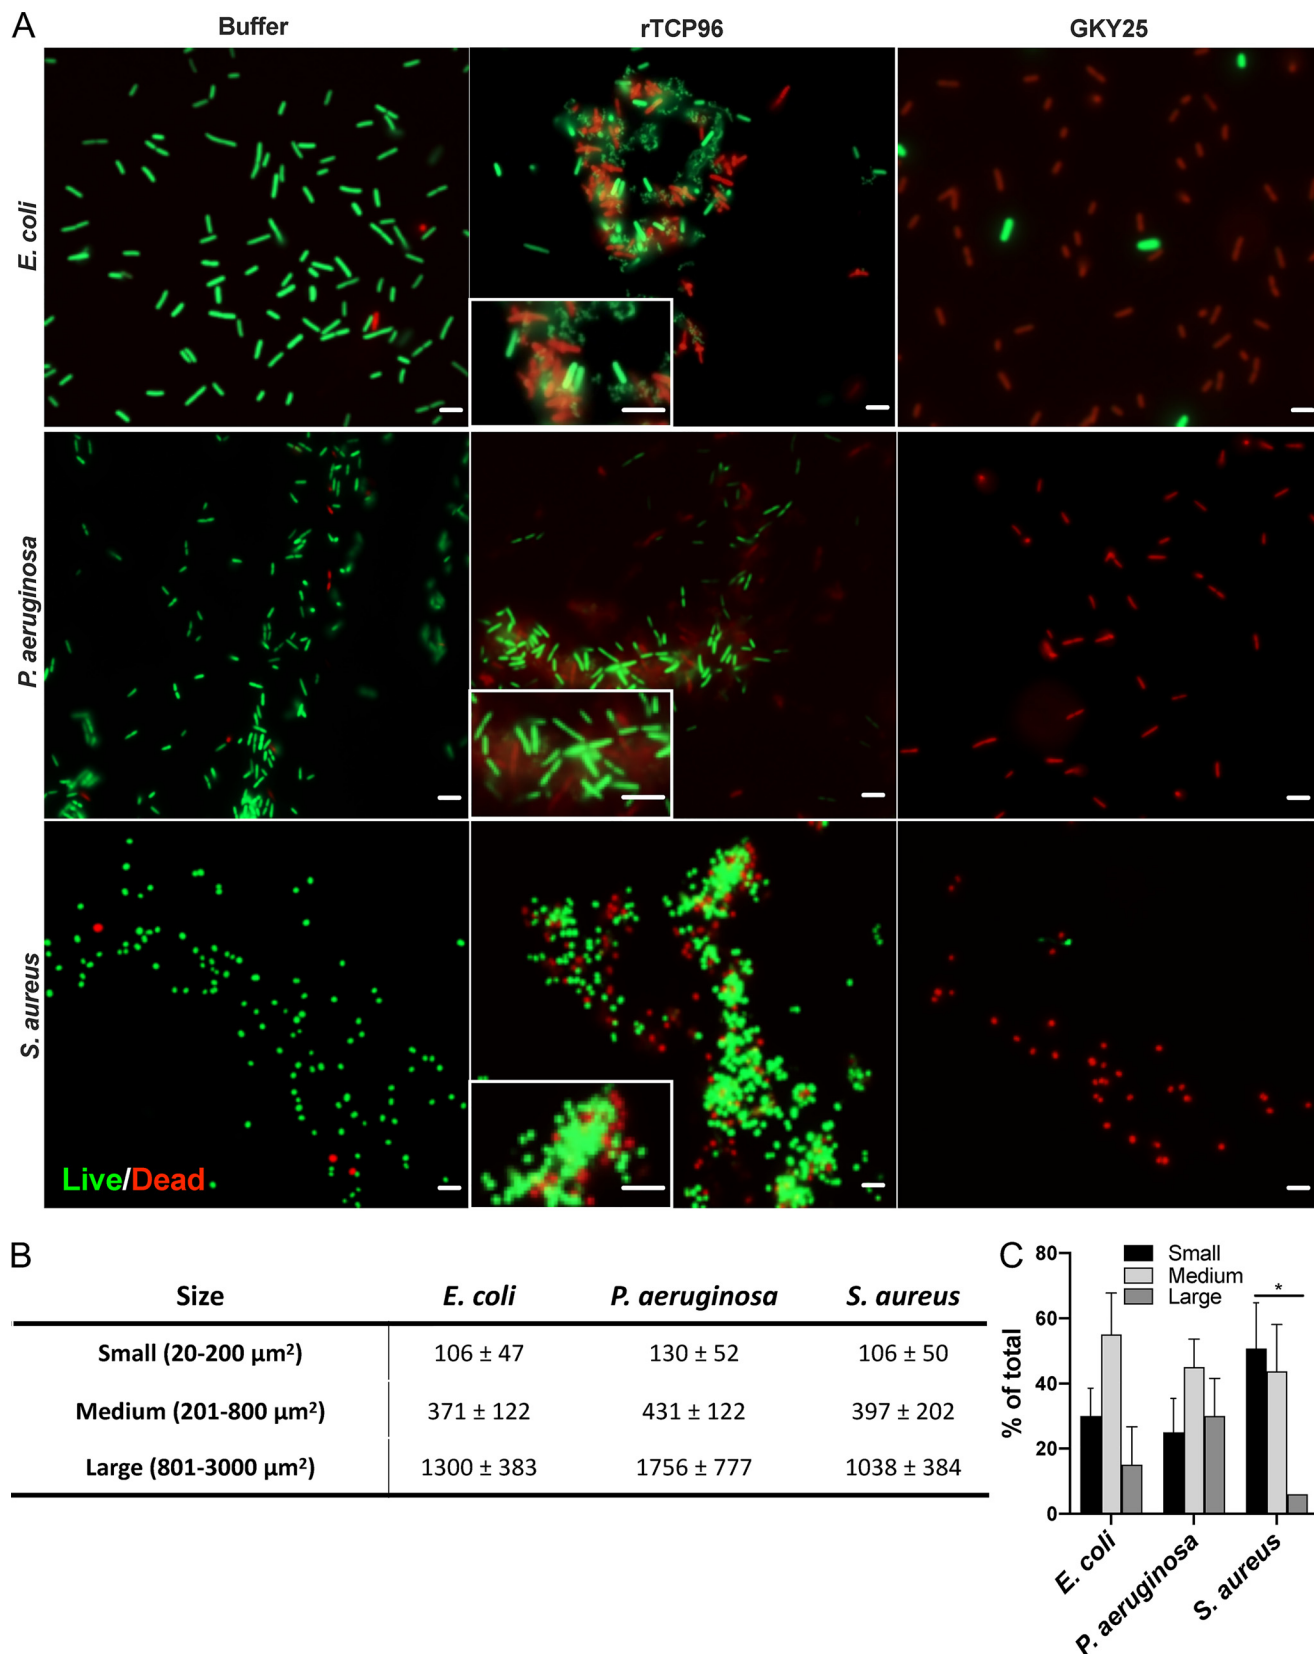 A
Buffer
rTCP96
GKY25
E. coli
P. aeruginosa
S. aureus
Live/Dead
B
Size
E. coli
P. aeruginosa
S. aureus
Small (20-200 µm²)
106 ± 47
130 ± 52
106 ± 50
Medium (201-800 µm²)
371 ± 122
431 ± 122
397 ± 202
Large (801-3000 µm²)
1300 ± 383
1756 ± 777
1038 ± 384
C
Small
Medium
Large
*
% of total
80
60
40
20
0
E. coli
P. aeruginosa
S. aureus